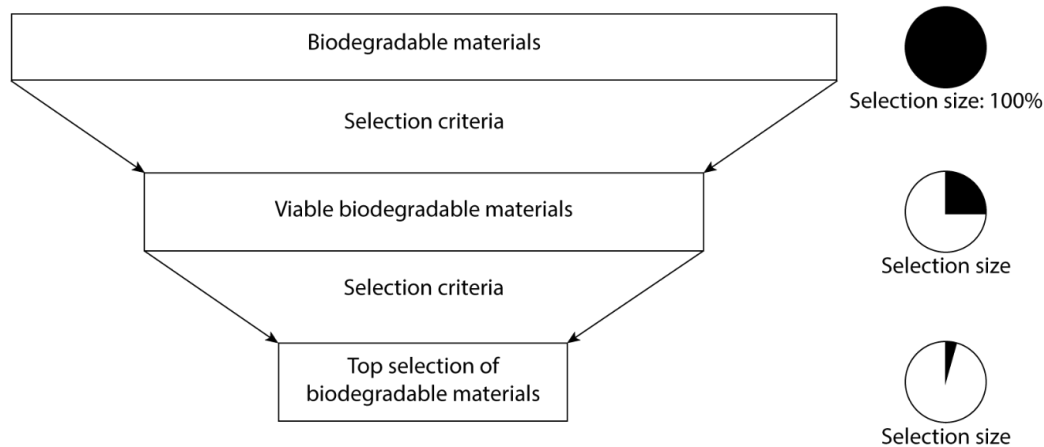 Biodegradable materials
Selection size: 100%
Selection criteria
Viable biodegradable materials
Selection size
Selection criteria
Top selection of
biodegradable materials
Selection size